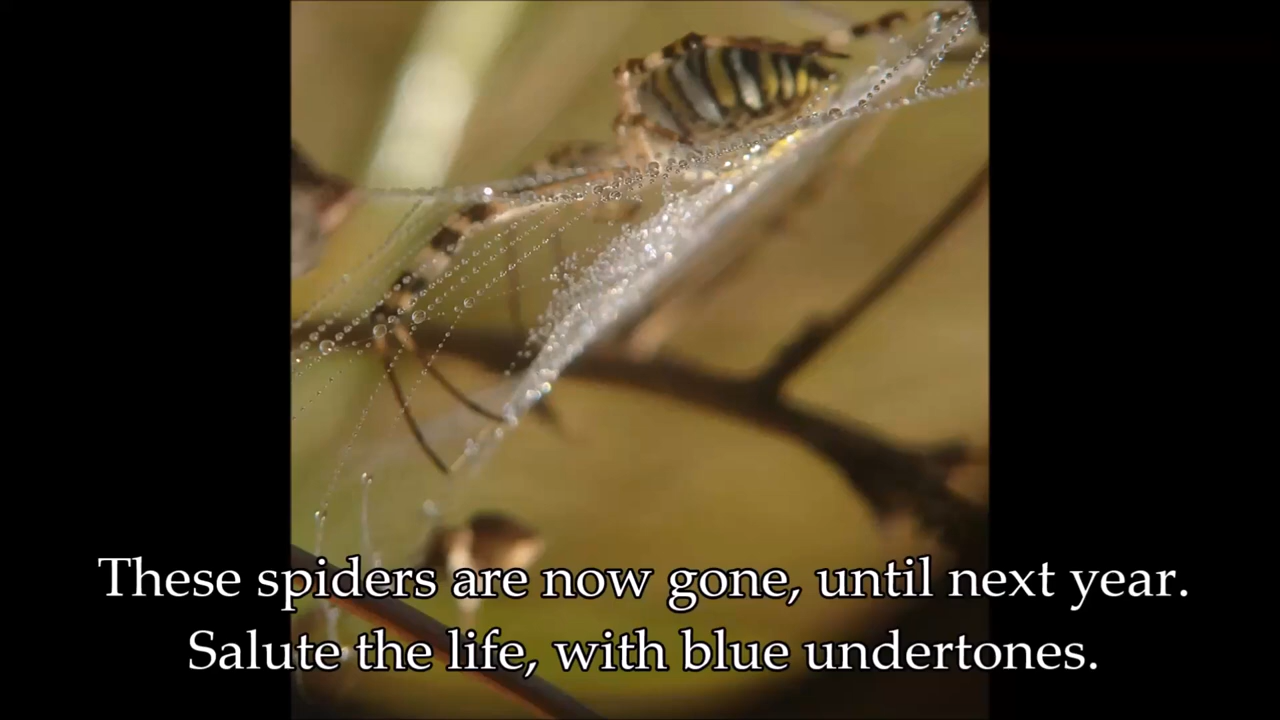 These spiders are now gone, until next year.
Salute the life, with blue undertones.